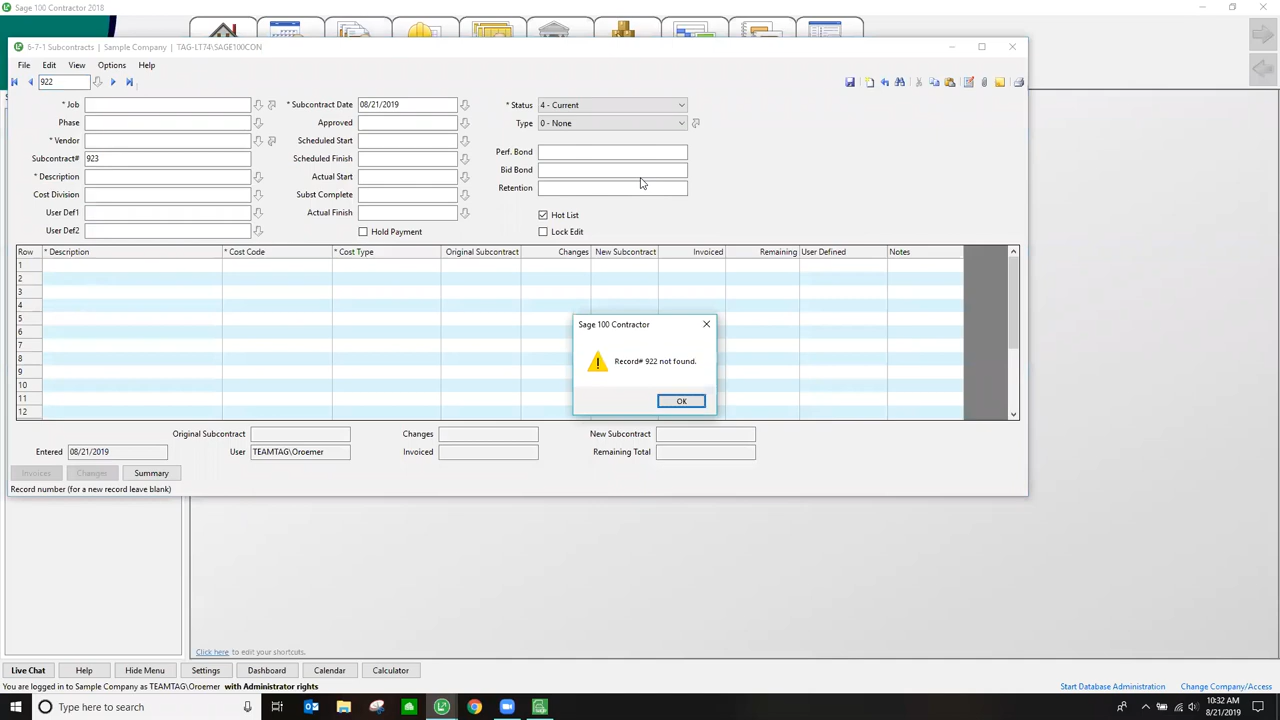 Sage 100 Contractor 2018
6-7-1 Subcontracts | Sample Company | TAG-LT74\SAGE100CON
File Edit View Options Help
922
* Job
* Subcontract Date 08/21/2019
* Status 4 - Current
Phase
Approved
Type 0 - None
* Vendor
Scheduled Start
Perf. Bond
Subcontract# 923
Scheduled Finish
Bid Bond
* Description
Actual Start
Retention
Cost Division
Subst Complete
User Def1
Actual Finish
Hot List
User Def2
Hold Payment
Lock Edit
Row * Description * Cost Code * Cost Type Original Subcontract Changes New Subcontract Invoiced Remaining User Defined Notes
1
2
3
4
5
6
7
8
9
10
11
12
Sage 100 Contractor
Record# 922 not found.
OK
Original Subcontract Changes New Subcontract
Entered 08/21/2019 User TEAMTAG\Oroemer Invoiced Remaining Total
Invoices Changes Summary
Record number (for a new record leave blank)
Click here to edit your shortcuts.
Live Chat Help Hide Menu Settings Dashboard Calendar Calculator
You are logged in to Sample Company as TEAMTAG\Oroemer with Administrator rights
Start Database Administration Change Company/Access
Type here to search
10:32 AM
8/21/2019